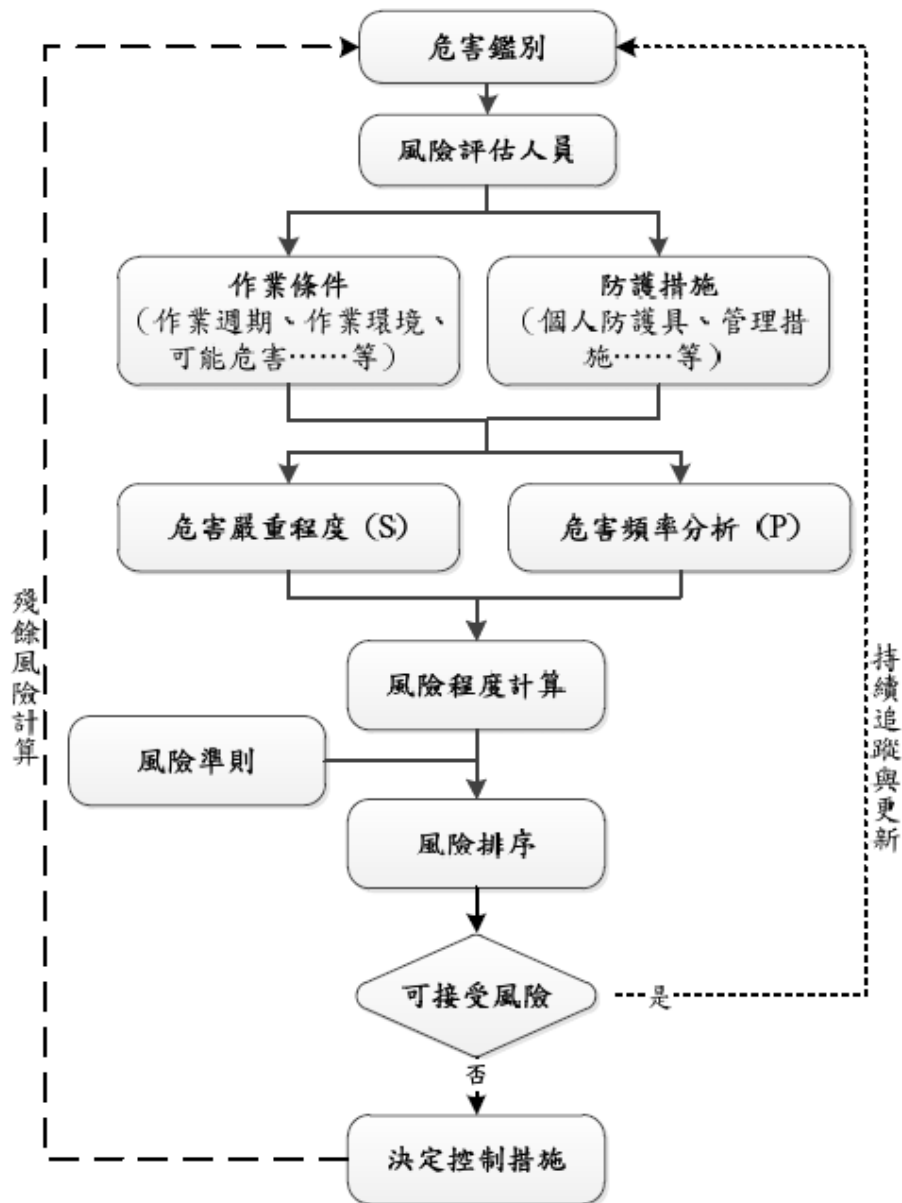 危害鑑別
風險評估人員
作業條件
（作業週期、作業環境、
可能危害⋯⋯等）
防護措施
（個人防護具、管理措
施⋯⋯等）
危害嚴重程度（S）
危害頻率分析（P）
殘餘風險計算
風險程度計算
持續追蹤與更新
風險準則
風險排序
可接受風險
是
否
決定控制措施